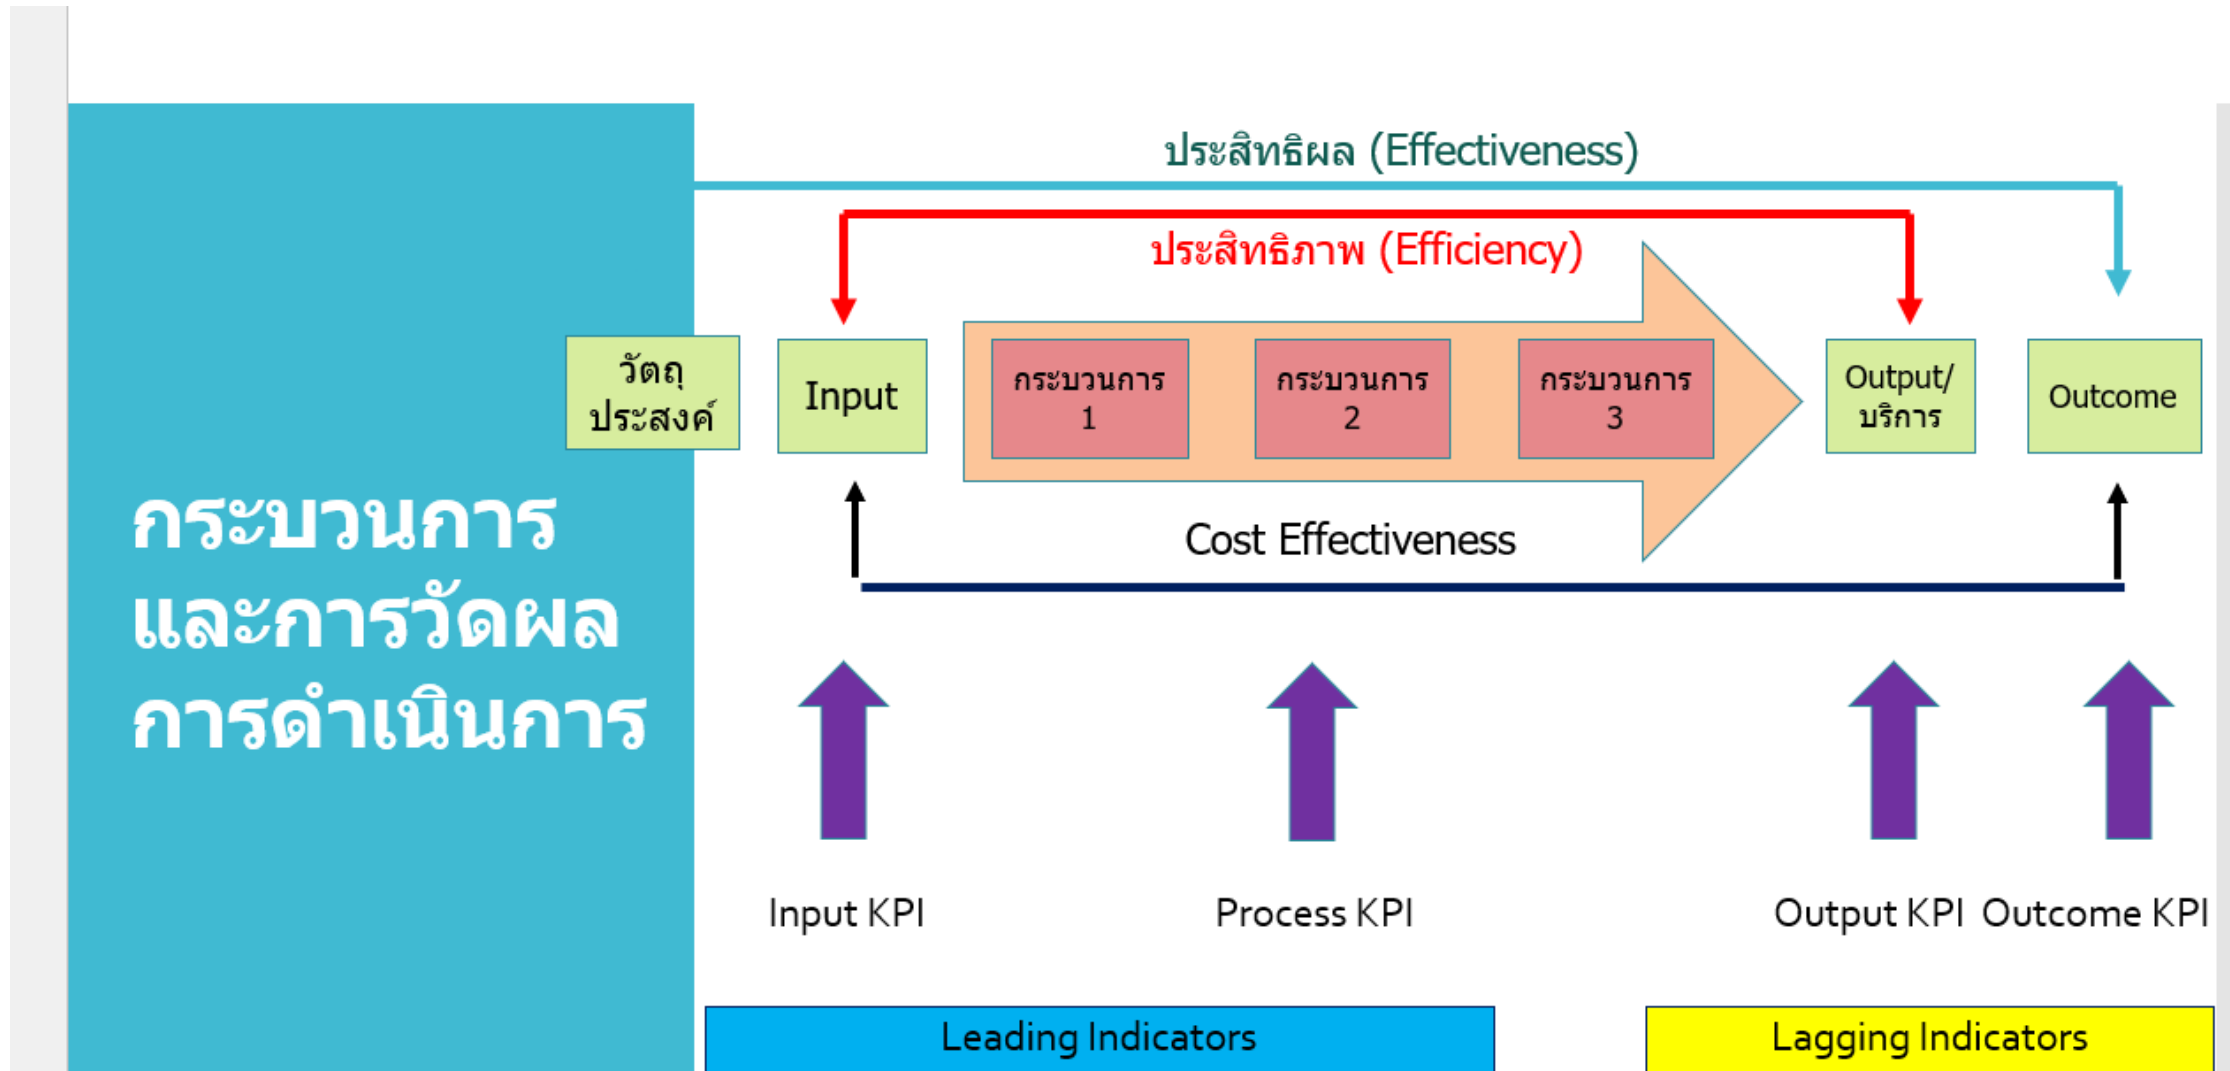 กระบวนการ
และการวัดผล
การดำเนินการ
ประสิทธิผล (Effectiveness)
ประสิทธิภาพ (Efficiency)
วัตถุ
ประสงค์
Input
กระบวนการ
1
กระบวนการ
2
กระบวนการ
3
Output/
บริการ
Outcome
Cost Effectiveness
Input KPI
Process KPI
Output KPI
Outcome KPI
Leading Indicators
Lagging Indicators